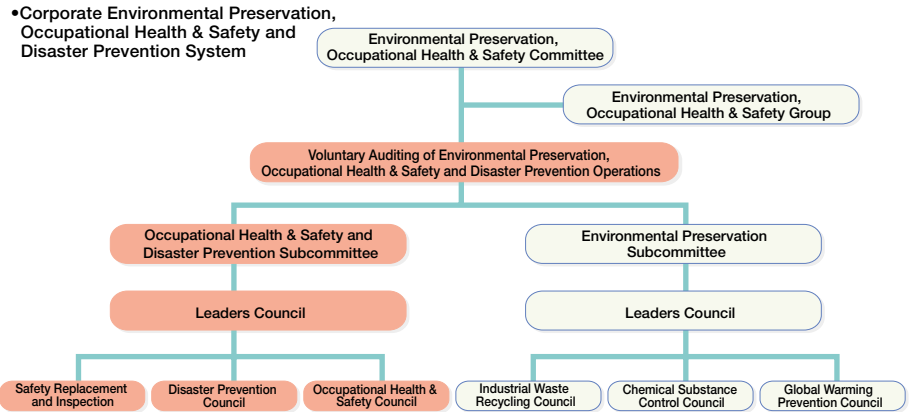 •Corporate Environmental Preservation,
Occupational Health & Safety and
Disaster Prevention System
Environmental Preservation,
Occupational Health & Safety Committee
Environmental Preservation,
Occupational Health & Safety Group
Voluntary Auditing of Environmental Preservation,
Occupational Health & Safety and Disaster Prevention Operations
Occupational Health & Safety and
Disaster Prevention Subcommittee
Environmental Preservation
Subcommittee
Leaders Council
Leaders Council
Safety Replacement
and Inspection
Disaster Prevention
Council
Occupational Health &
Safety Council
Industrial Waste
Recycling Council
Chemical Substance
Control Council
Global Warming
Prevention Council